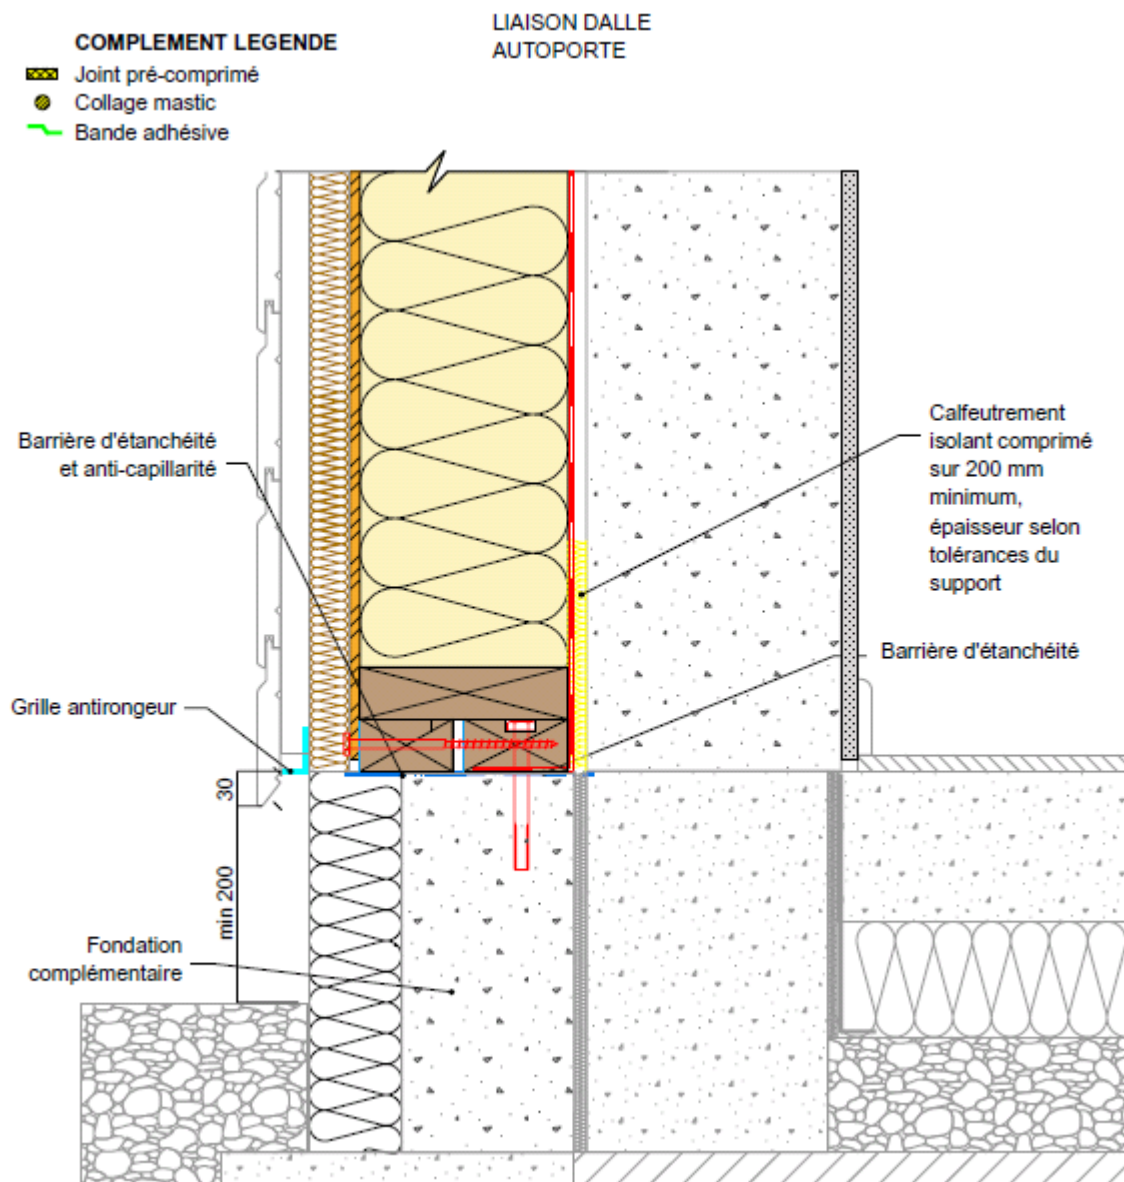 LIAISON DALLE
AUTOPORTE
COMPLEMENT LEGENDE
Joint pré-comprimé
Collage mastic
Bande adhésive
Barrière d'étanchéité
et anti-capillarité
Calfeutrement
isolant comprimé
sur 200 mm
minimum,
épaisseur selon
tolérances du
support
Barrière d'étanchéité
Grille antirongeur
30
min 200
Fondation
complémentaire